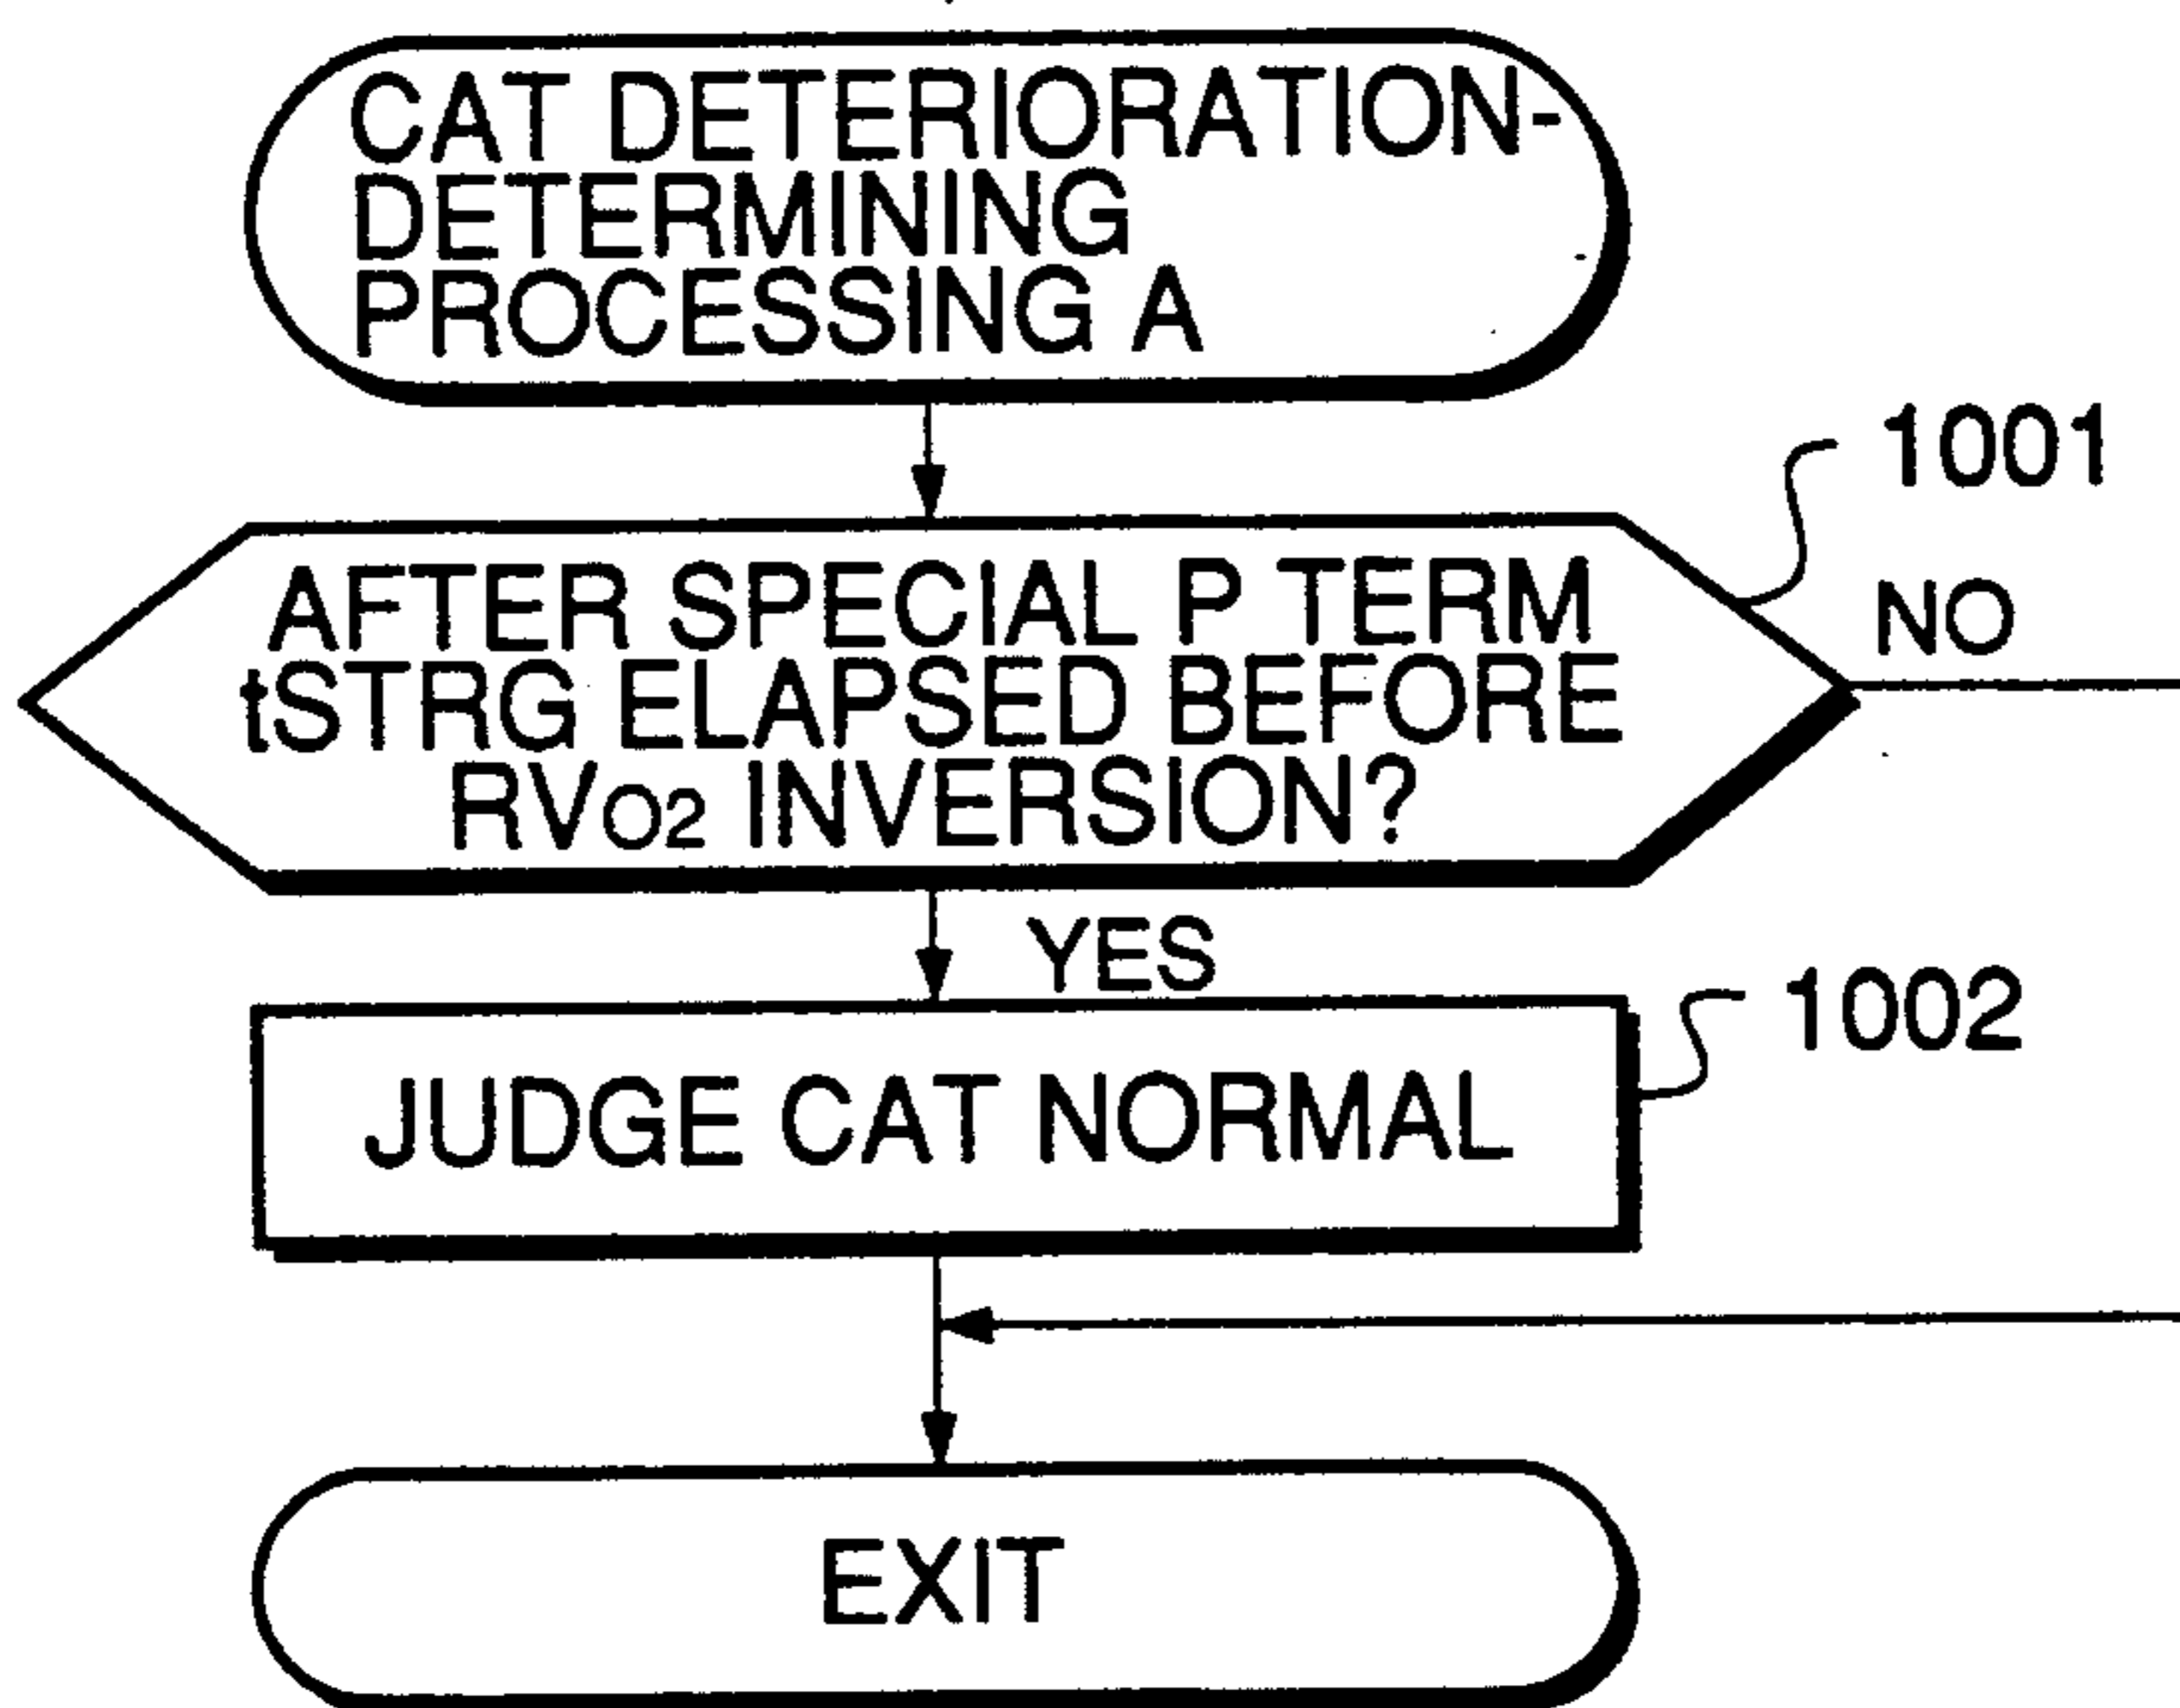 CAT DETERIORATION-
DETERMINING
PROCESSING A
1001
AFTER SPECIAL P TERM
tSTRG ELAPSED BEFORE
RVO2 INVERSION?
NO
YES
1002
JUDGE CAT NORMAL
EXIT